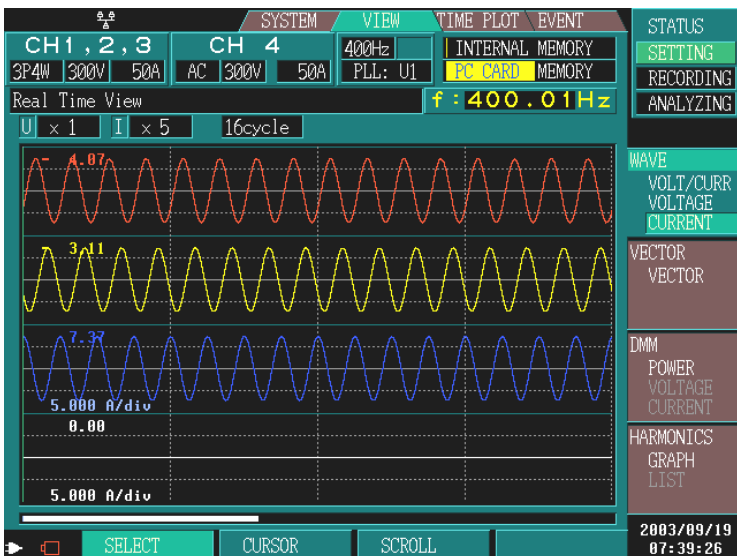 SYSTEM VIEW TIME PLOT EVENT
CH1,2,3 CH 4 400Hz INTERNAL MEMORY
3P4W 300V 50A AC 300V 50A PLL: U1 PC CARD MEMORY
Real Time View f:400.01Hz
U × 1 I × 5 16cycle
4.07
3.11
7.37
5.000 A/div
0.00
5.000 A/div
SELECT CURSOR SCROLL
STATUS
SETTING
RECORDING
ANALYZING
WAVE
VOLT/CURR
VOLTAGE
CURRENT
VECTOR
VECTOR
DMM
POWER
VOLTAGE
CURRENT
HARMONICS
GRAPH
LIST
2003/09/19
07:39:26